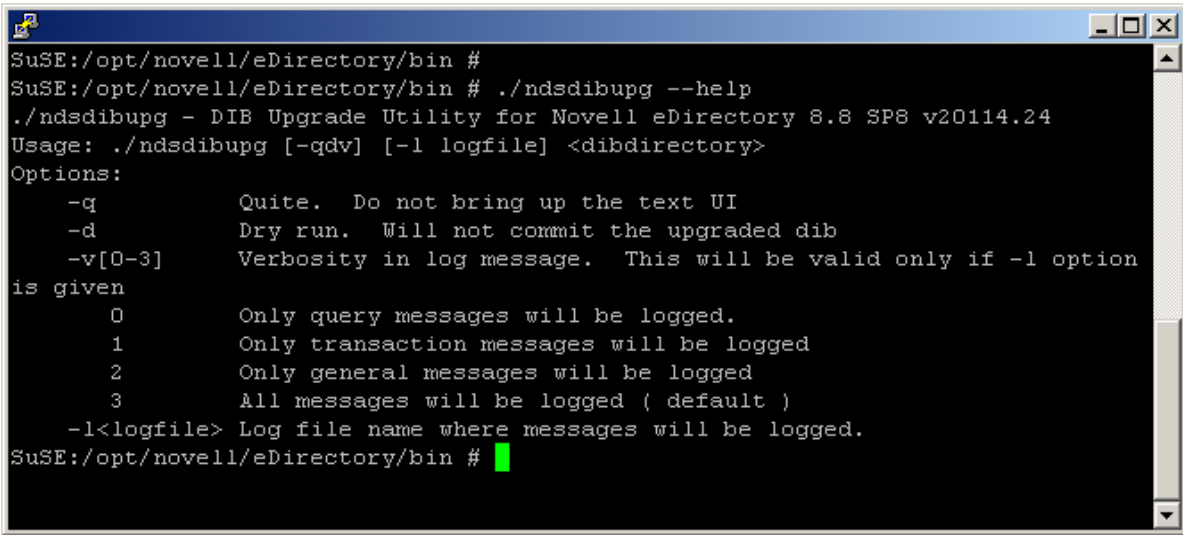 SuSE:/opt/novell/eDirectory/bin #
SuSE:/opt/novell/eDirectory/bin # ./ndsdibupg --help
./ndsdibupg - DIB Upgrade Utility for Novell eDirectory 8.8 SP8 v20114.24
Usage: ./ndsdibupg [-qdv] [-l logfile] <dibdirectory>
Options:
    -q          Quite.  Do not bring up the text UI
    -d          Dry run.  Will not commit the upgraded dib
    -v[0-3]     Verbosity in log message.  This will be valid only if -l option
is given
       0        Only query messages will be logged.
       1        Only transaction messages will be logged
       2        Only general messages will be logged
       3        All messages will be logged ( default )
    -l<logfile> Log file name where messages will be logged.
SuSE:/opt/novell/eDirectory/bin #